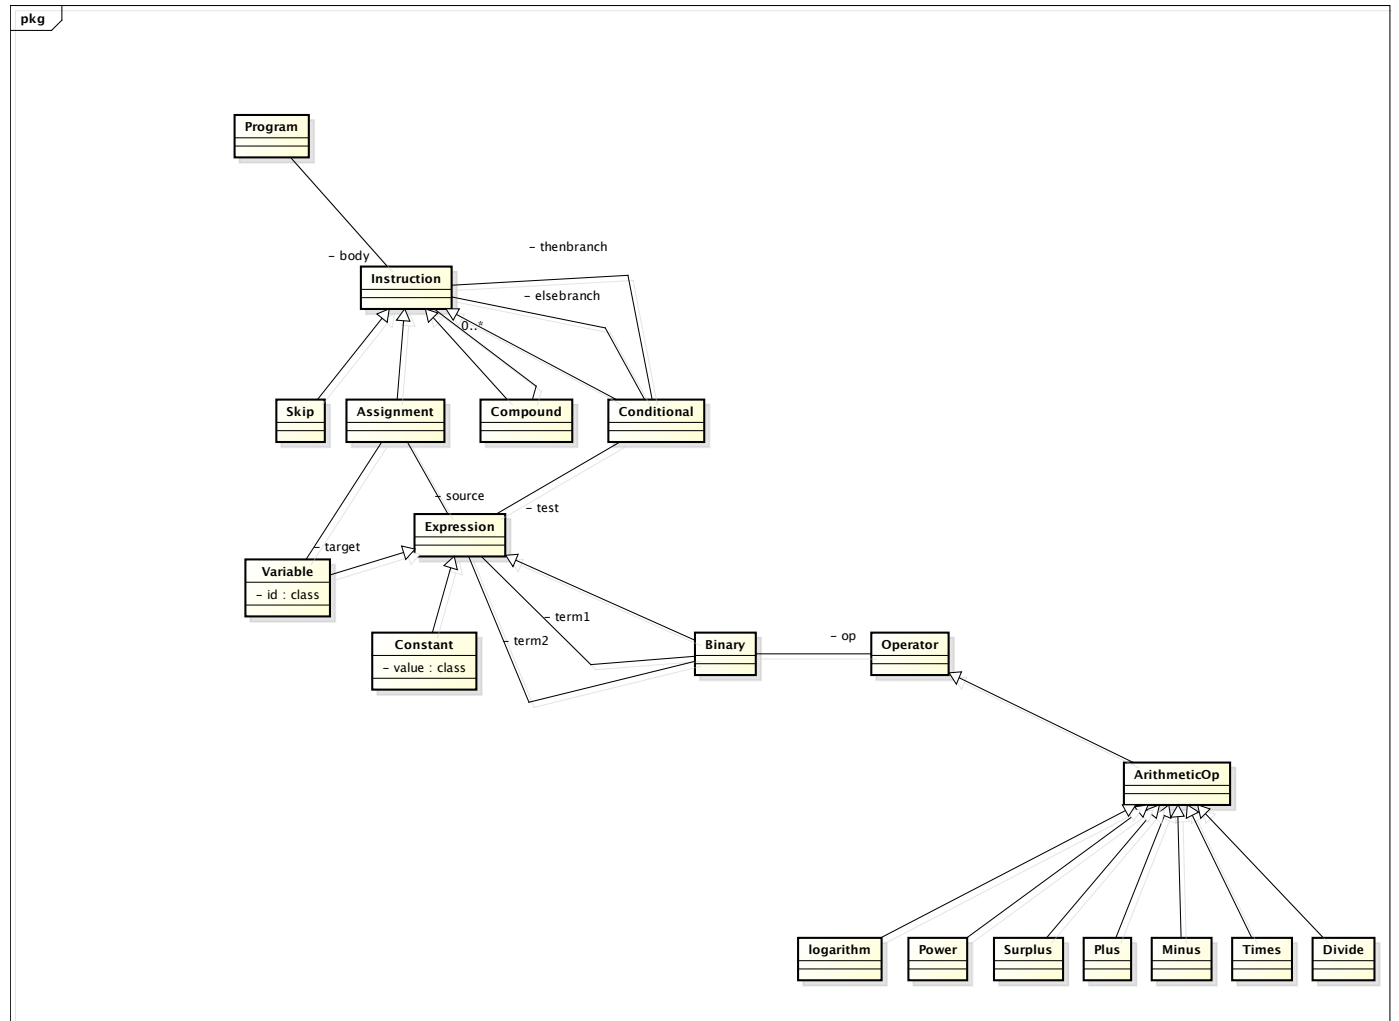 pkg
Program
- thenbranch
- body
Instruction
- elsebranch
0..*
Skip
Assignment
Compound
Conditional
- source
- test
Expression
- target
Variable
- id : class
- term1
- term2
Constant
- value : class
Binary
- op
Operator
ArithmeticOp
logarithm
Power
Surplus
Plus
Minus
Times
Divide